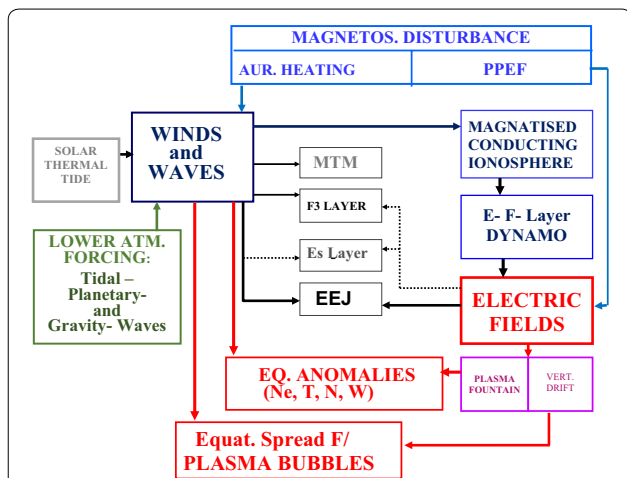 MAGNETOS. DISTURBANCE
AUR. HEATING
PPEF
WINDS
and
WAVES
MAGNATISED
CONDUCTING
IONOSPHERE
SOLAR
THERMAL
TIDE
MTM
F3 LAYER
E- F- Layer
DYNAMO
LOWER ATM.
FORCING:
Tidal –
Planetary-
and
Gravity- Waves
Es Layer
EEJ
ELECTRIC
FIELDS
EQ. ANOMALIES
(Ne, T, N, W)
PLASMA
FOUNTAIN
VERT.
DRIFT
Equat. Spread F/
PLASMA BUBBLES